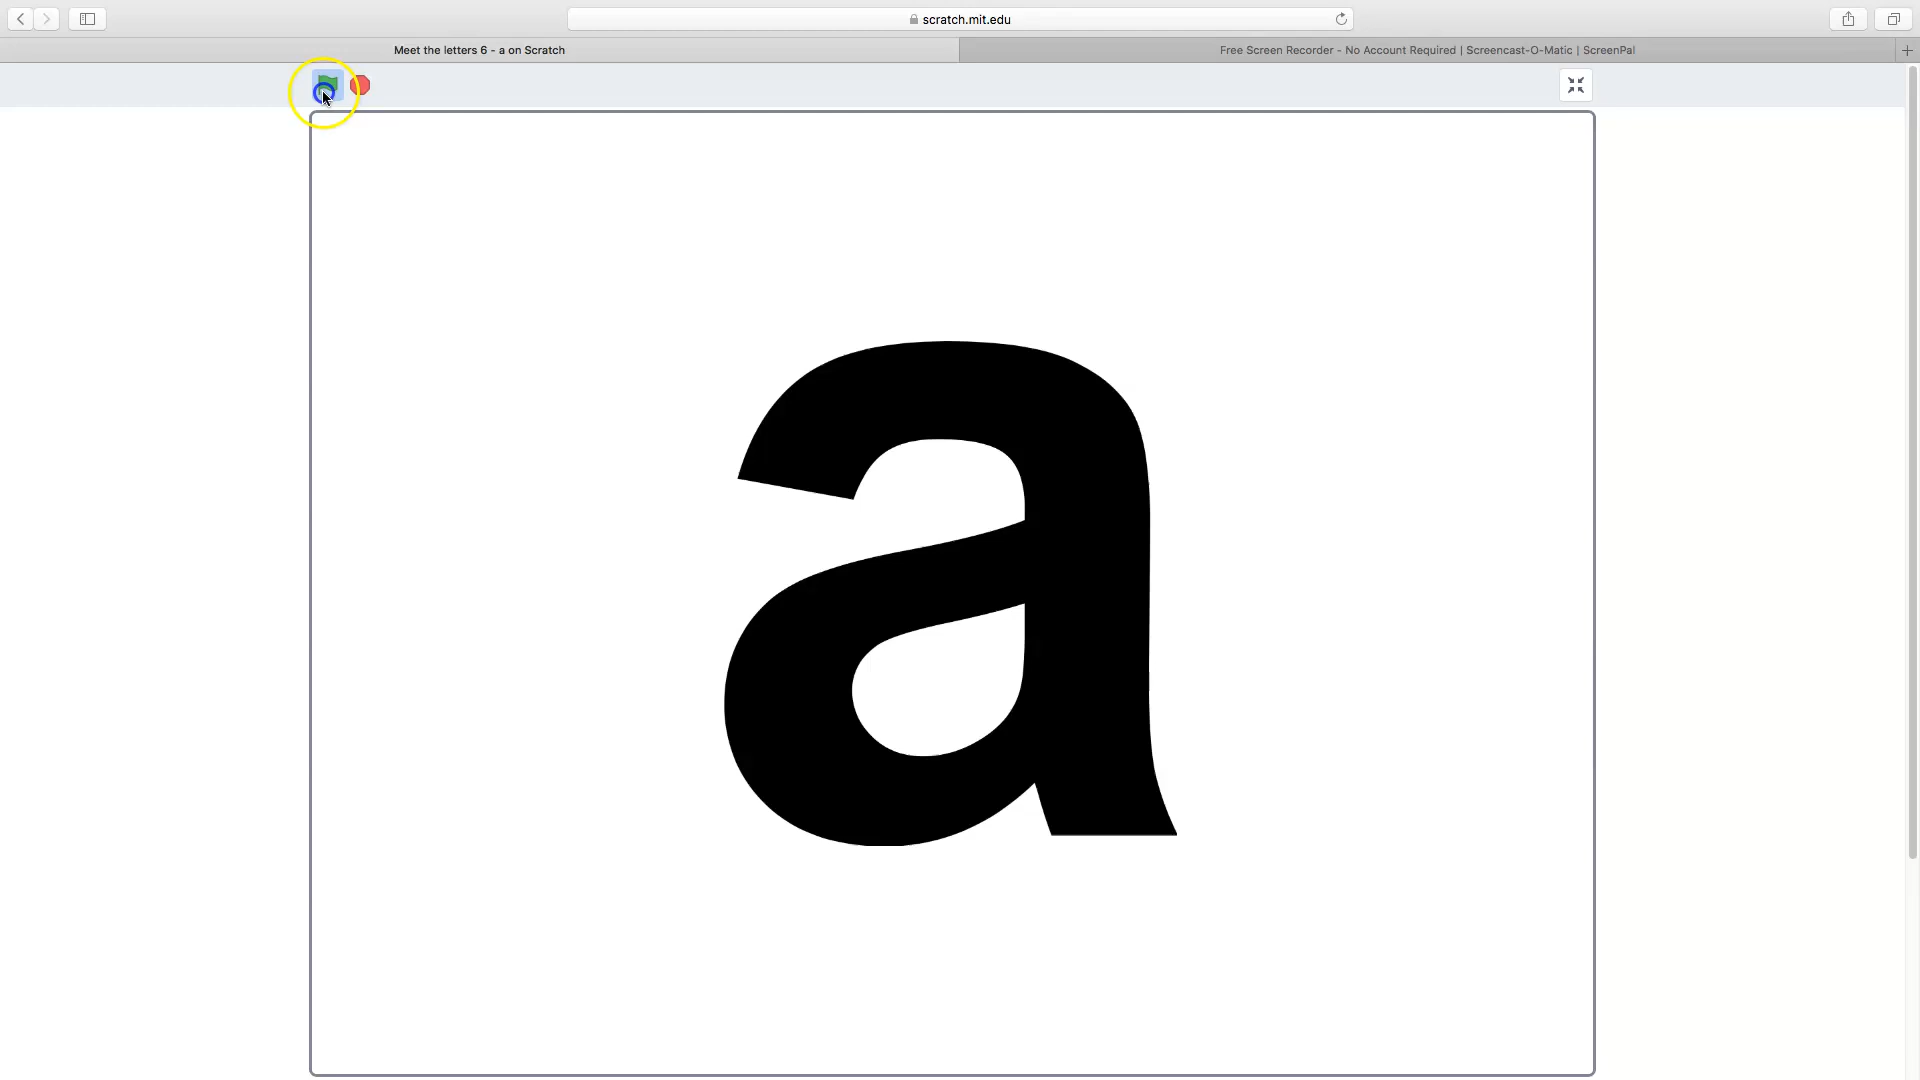 scratch.mit.edu
Meet the letters 6 - a on Scratch
Free Screen Recorder - No Account Required | Screencast-O-Matic | ScreenPal
a